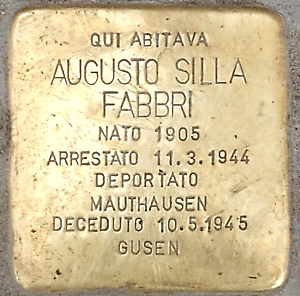 QUI ABITAVA
AUGUSTO SILLA
FABBRI
NATO 1905
ARRESTATO 11.3.1944
DEPORTATO
MAUTHAUSEN
DECEDUTO 10.5.1945
GUSEN